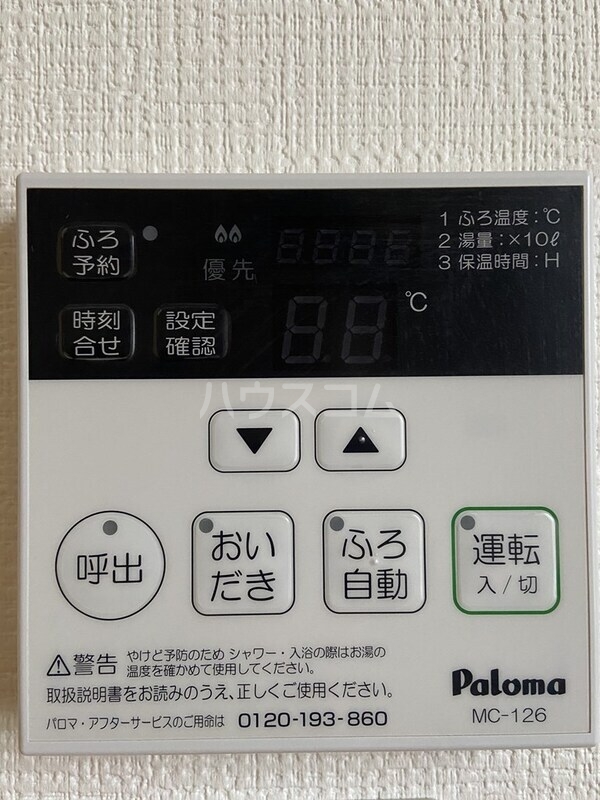 ふろ
予約
優先
1 ふろ温度：℃
2 湯量：×10ℓ
3 保温時間：H
時刻
合せ
設定
確認
℃
ハウスコム
▼
▲
呼出
おい
だき
ふろ
自動
運転
入/切
⚠警告 やけど予防のため シャワー・入浴の際はお湯の
温度を確かめて使用してください。
取扱説明書をお読みのうえ、正しくご使用ください。
パロマ・アフターサービスのご用命は 0120-193-860
Paloma
MC-126